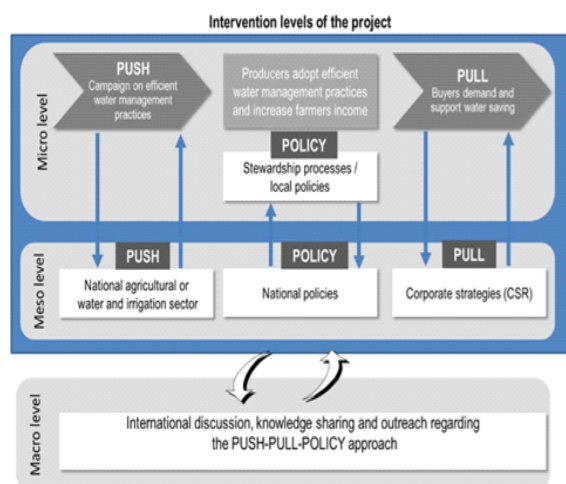 Intervention levels of the project
Micro level
PUSH
Campaign on efficient
water management
practices
Producers adopt efficient
water management practices
and increase farmers income
PULL
Buyers demand and
support water saving
POLICY
Stewardship processes /
local policies
Meso level
PUSH
National agricultural or
water and irrigation sector
POLICY
National policies
PULL
Corporate strategies (CSR)
Macro level
International discussion, knowledge sharing and outreach regarding
the PUSH-PULL-POLICY approach